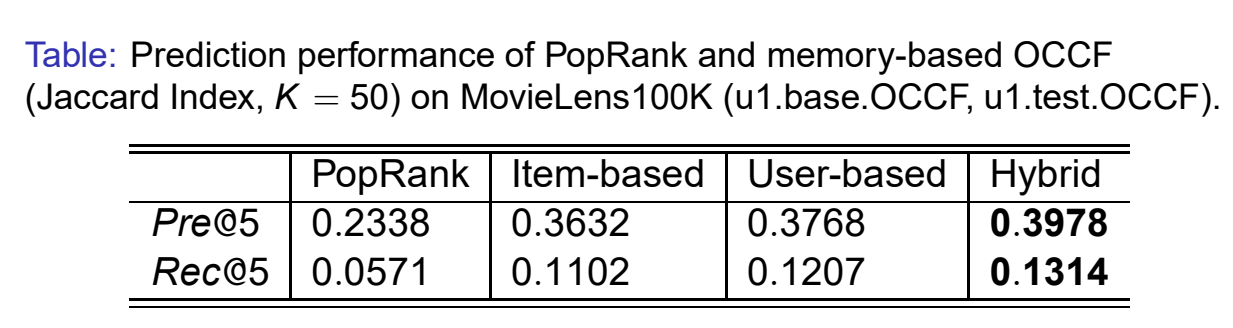 Table: Prediction performance of PopRank and memory-based OCCF
(Jaccard Index, K = 50) on MovieLens100K (u1.base.OCCF, u1.test.OCCF).
PopRank Item-based User-based Hybrid
Pre@5 0.2338 0.3632 0.3768 0.3978
Rec@5 0.0571 0.1102 0.1207 0.1314